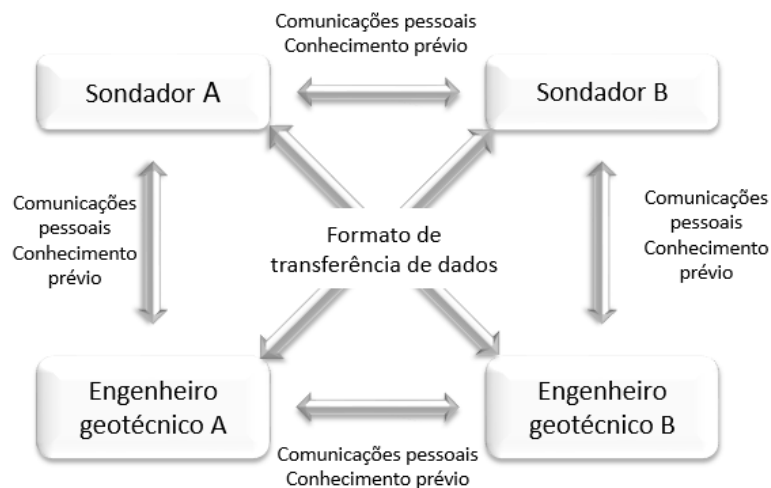 Comunicações pessoais
Conhecimento prévio
Sondador A
Sondador B
Comunicações
pessoais
Conhecimento
prévio
Formato de
transferência de dados
Comunicações
pessoais
Conhecimento
prévio
Engenheiro
geotécnico A
Engenheiro
geotécnico B
Comunicações pessoais
Conhecimento prévio